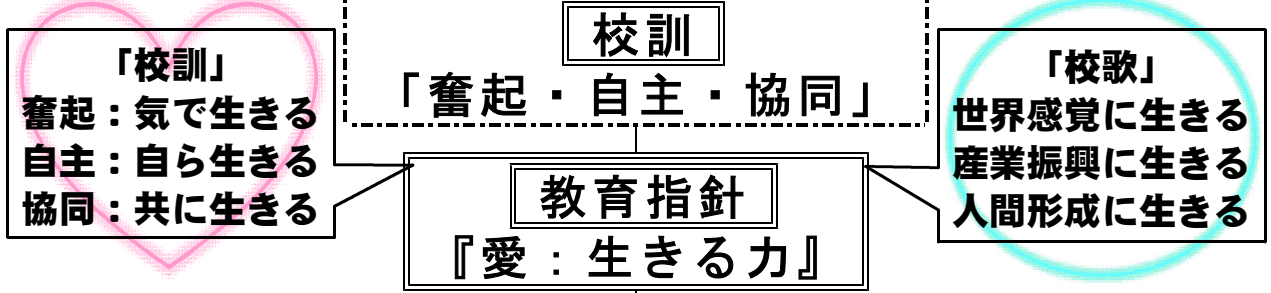 校訓
「奮起・自主・協同」
「校訓」
奮起：気で生きる
自主：自ら生きる
協同：共に生きる
「校歌」
世界感覚に生きる
産業振興に生きる
人間形成に生きる
教育指針
『愛：生きる力』